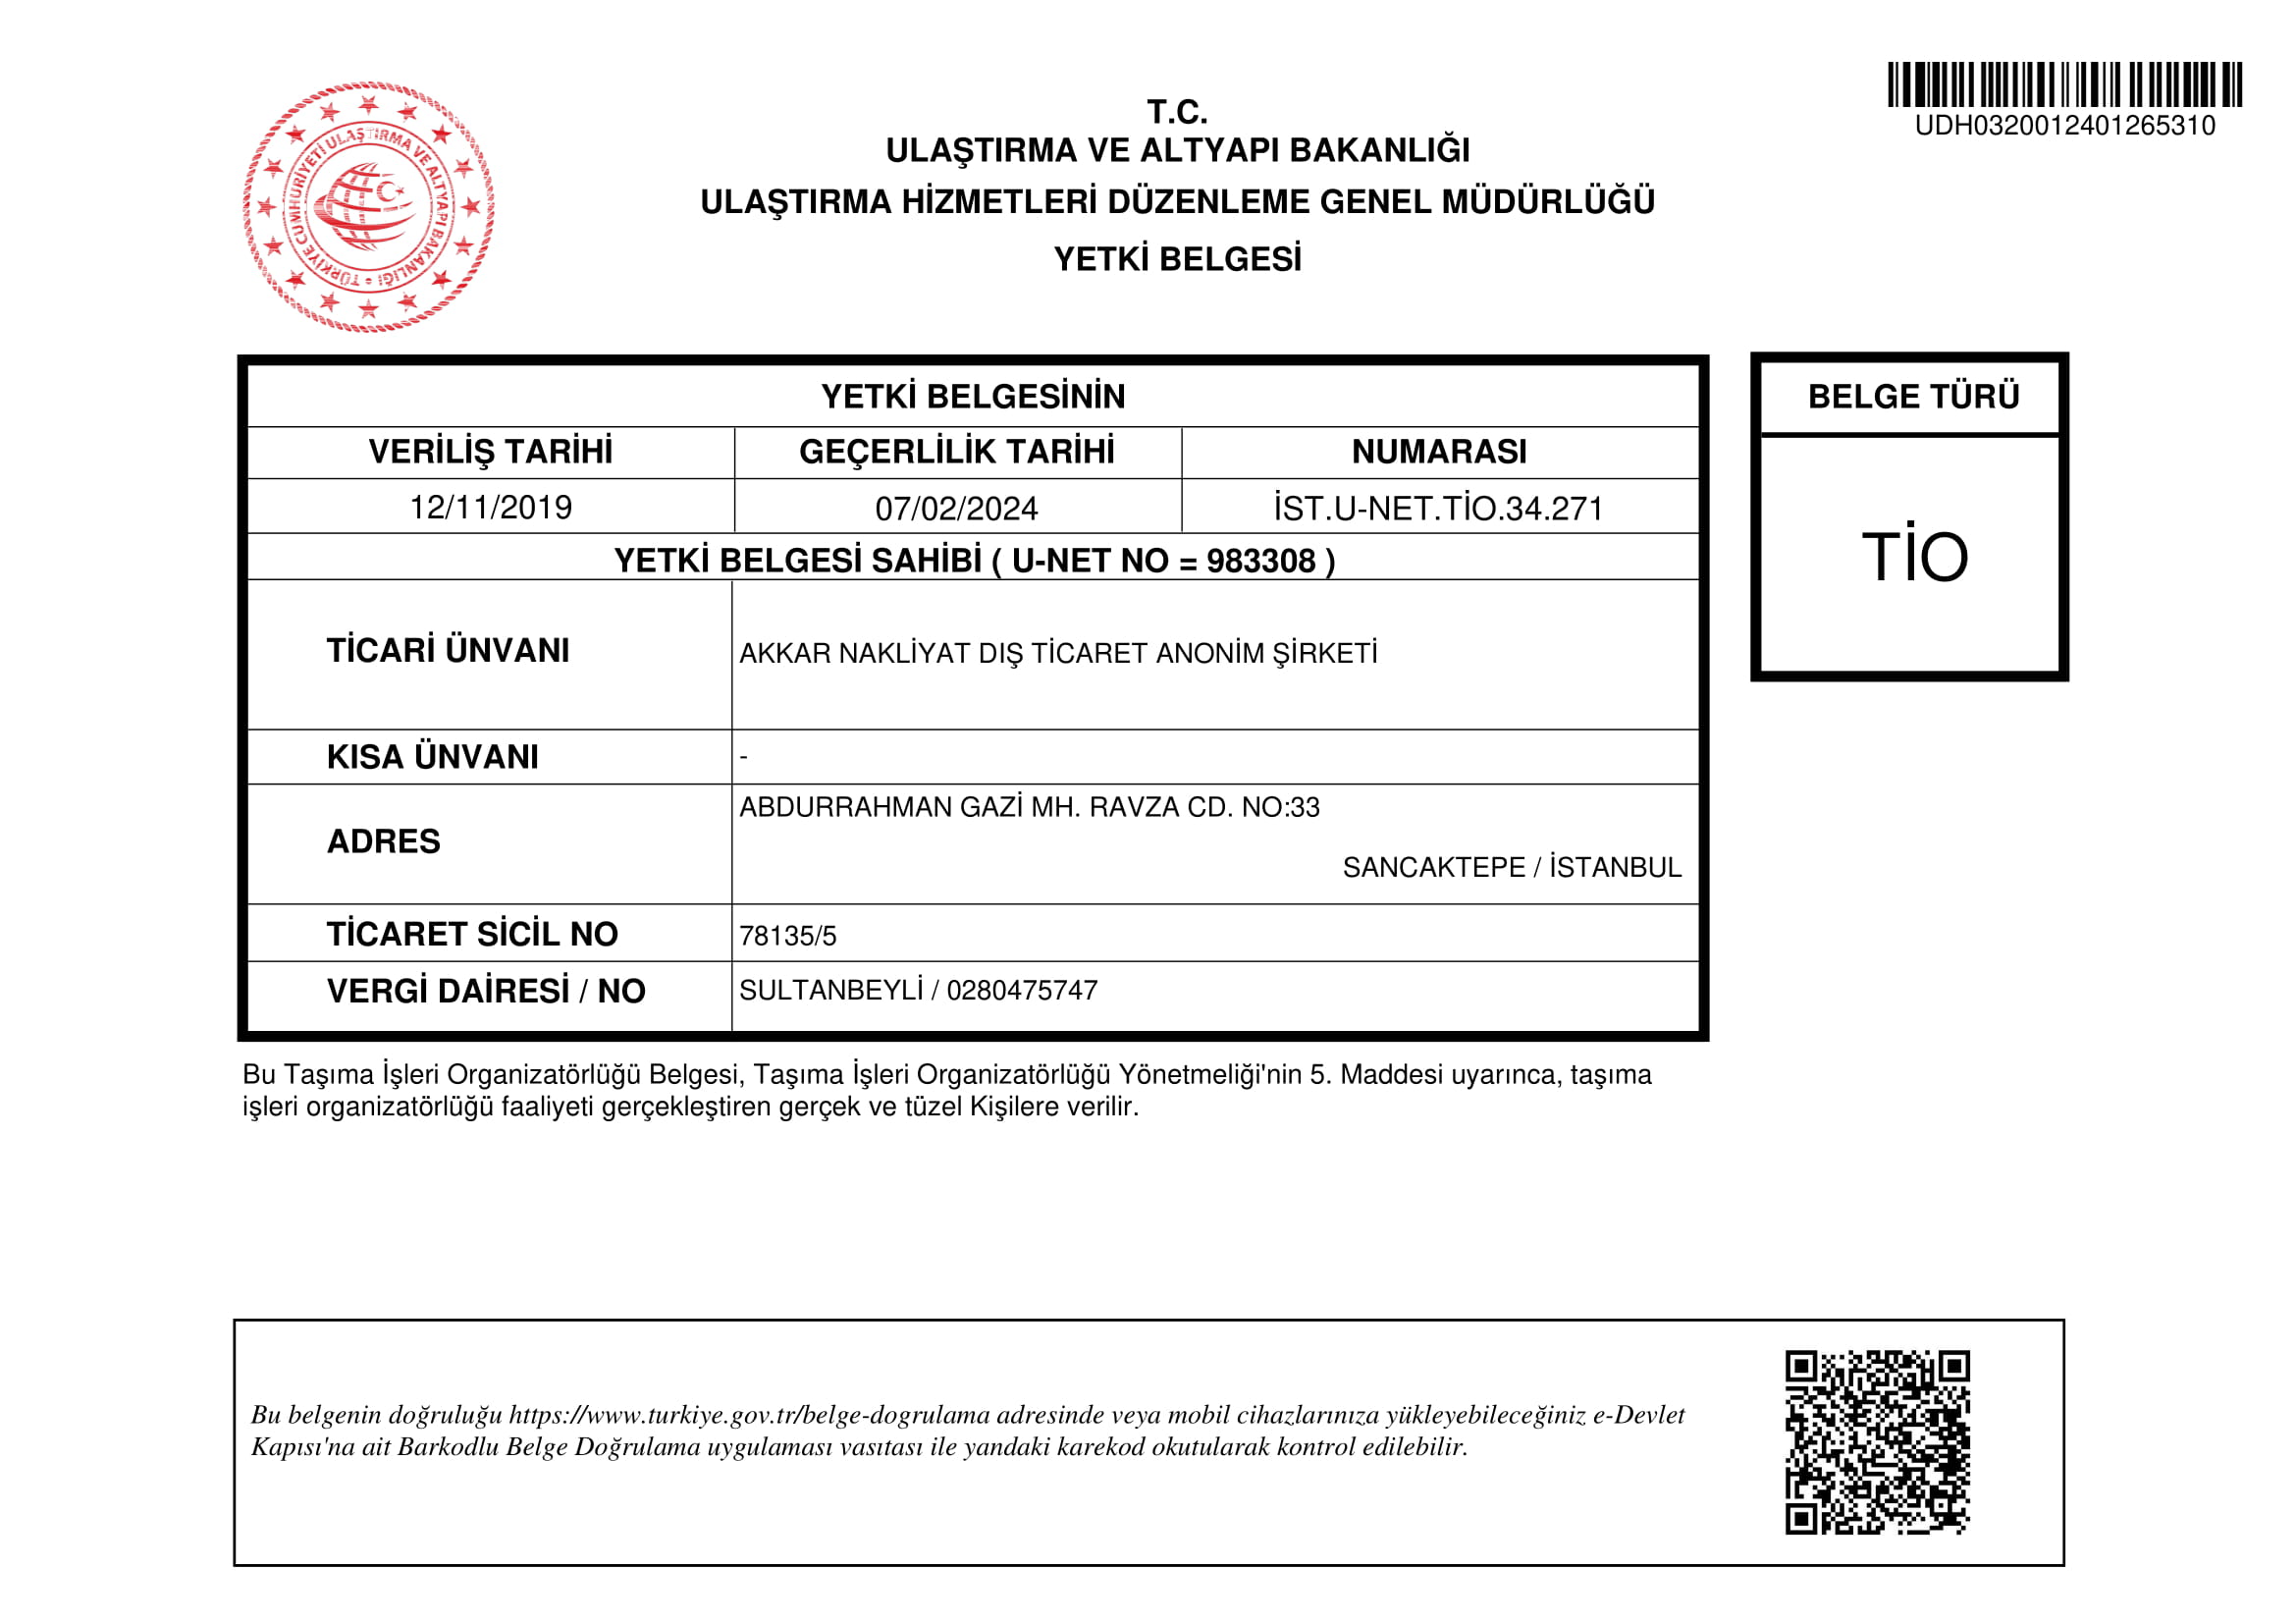 TÜRKİYE CUMHURİYETİ ULAŞTIRMA VE ALTYAPI BAKANLIĞI
T.C.
ULAŞTIRMA VE ALTYAPI BAKANLIĞI
ULAŞTIRMA HİZMETLERİ DÜZENLEME GENEL MÜDÜRLÜĞÜ
YETKİ BELGESİ
UDH0320012401265310
YETKİ BELGESİNİN
VERİLİŞ TARİHİ GEÇERLİLİK TARİHİ NUMARASI
12/11/2019 07/02/2024 İST.U-NET.TİO.34.271
YETKİ BELGESİ SAHİBİ ( U-NET NO = 983308 )
TİCARİ ÜNVANI AKKAR NAKLİYAT DIŞ TİCARET ANONİM ŞİRKETİ
KISA ÜNVANI -
ADRES ABDURRAHMAN GAZİ MH. RAVZA CD. NO:33
SANCAKTEPE / İSTANBUL
TİCARET SİCİL NO 78135/5
VERGİ DAİRESİ / NO SULTANBEYLİ / 0280475747
BELGE TÜRÜ
TİO
Bu Taşıma İşleri Organizatörlüğü Belgesi, Taşıma İşleri Organizatörlüğü Yönetmeliği'nin 5. Maddesi uyarınca, taşıma
işleri organizatörlüğü faaliyeti gerçekleştiren gerçek ve tüzel Kişilere verilir.
Bu belgenin doğruluğu https://www.turkiye.gov.tr/belge-dogrulama adresinde veya mobil cihazlarınıza yükleyebileceğiniz e-Devlet
Kapısı'na ait Barkodlu Belge Doğrulama uygulaması vasıtası ile yandaki karekod okutularak kontrol edilebilir.